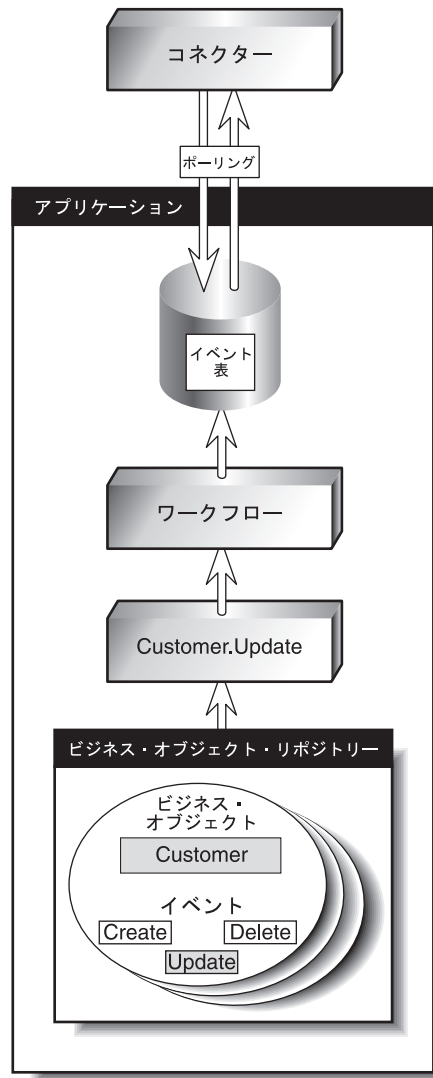 コネクター
ポーリング
アプリケーション
イベント
表
ワークフロー
Customer.Update
ビジネス・オブジェクト・リポジトリー
ビジネス・
オブジェクト
Customer
イベント
Create
Delete
Update